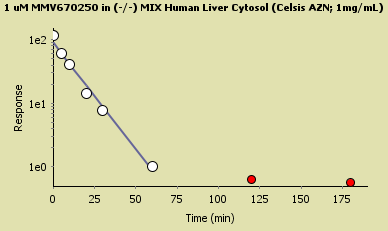 1 uM MMV670250 in (-/-) MIX Human Liver Cytosol (Celsis AZN; 1mg/mL)
1e2
1e1
1e0
Response
0 25 50 75 100 125 150 175
Time (min)